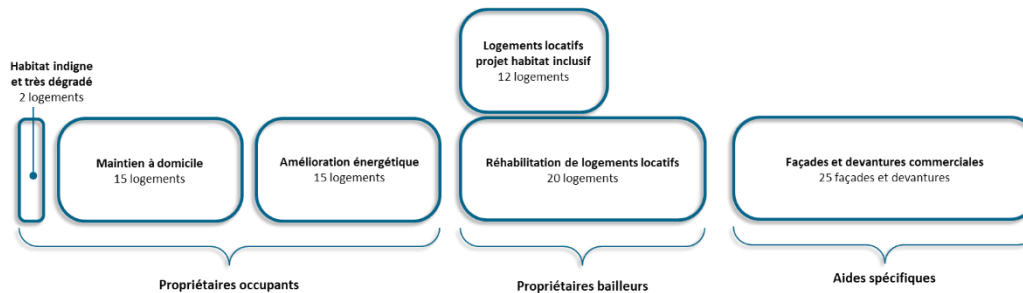 Habitat indigne
et très dégradé
2 logements
Maintien à domicile
15 logements
Amélioration énergétique
15 logements
Logements locatifs
projet habitat inclusif
12 logements
Réhabilitation de logements locatifs
20 logements
Façades et devantures commerciales
25 façades et devantures
Propriétaires occupants
Propriétaires bailleurs
Aides spécifiques